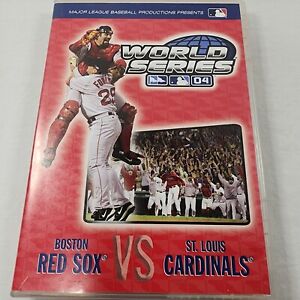 MAJOR LEAGUE BASEBALL PRODUCTIONS PRESENTS
WORLD
SERIES
04
BOSTON
RED SOX
VS
ST. LOUIS
CARDINALS